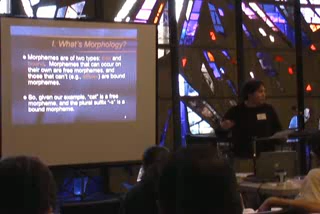 I. What's Morphology?
Morphemes are of two types: free and
bound. Morphemes that can occur on
their own are free morphemes, and
those that can't (e.g., affixes) are bound
morphemes.
So, given our example, "cat" is a free
morpheme, and the plural suffix "-s" is a
bound morpheme.